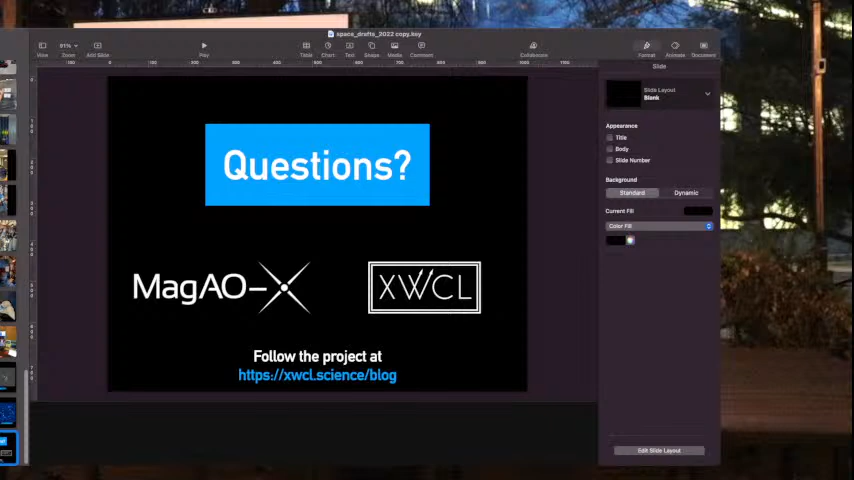 space_drafts_2022 copy.key
91%
View
Zoom
Add Slide
Play
Table
Chart
Text
Shape
Media
Comment
Collaborate
Format
Animate
Document
Slide
Slide Layout
Blank
Appearance
Title
Body
Slide Number
Background
Standard
Dynamic
Current Fill
Color Fill
Edit Slide Layout
Questions?
MagAO-X
XWCL
Follow the project at
https://xwcl.science/blog